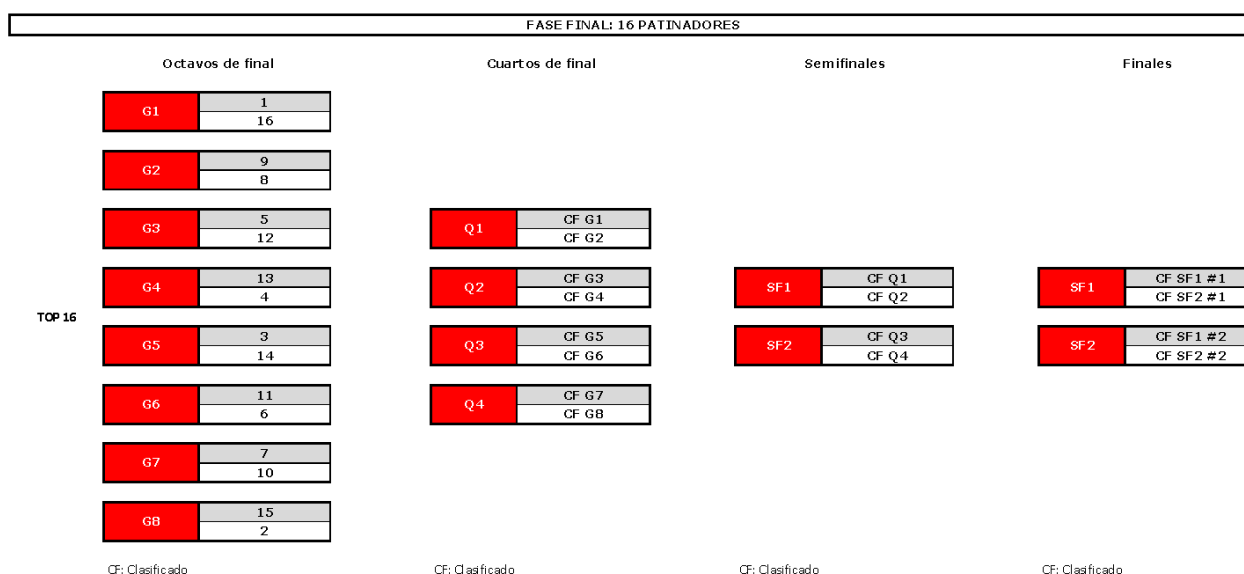 FASE FINAL: 16 PATINADORES
Octavos de final
Cuartos de final
Semifinales
Finales
TOP 16
G1
1
16
G2
9
8
G3
5
12
G4
13
4
G5
3
14
G6
11
6
G7
7
10
G8
15
2
CF: Clasificado
Q1
CF G1
CF G2
Q2
CF G3
CF G4
Q3
CF G5
CF G6
Q4
CF G7
CF G8
CF: Clasificado
SF1
CF Q1
CF Q2
SF2
CF Q3
CF Q4
CF: Clasificado
SF1
CF SF1 #1
CF SF2 #1
SF2
CF SF1 #2
CF SF2 #2
CF: Clasificado